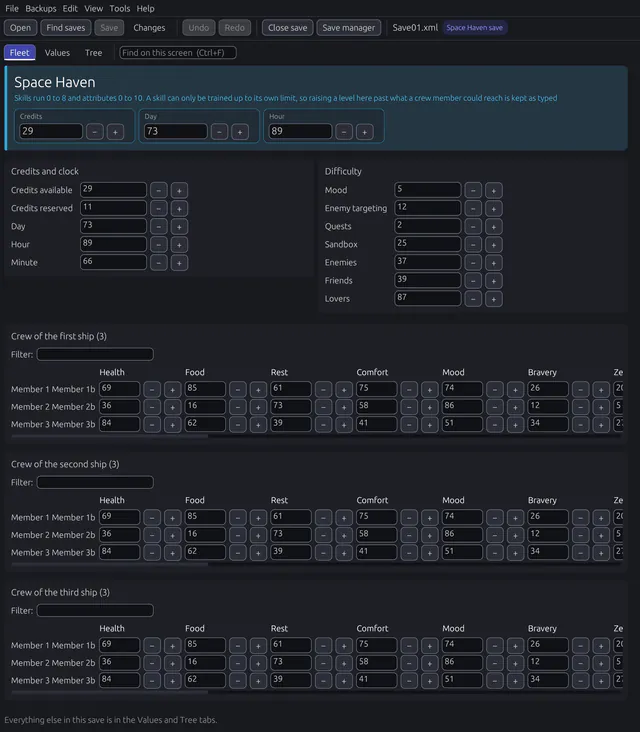 File Backups Edit View Tools Help
Open Find saves Save Changes Undo Redo Close save Save manager Save01.xml Space Haven save
Fleet Values Tree Find on this screen (Ctrl+F)
Space Haven
Skills run 0 to 8 and attributes 0 to 10. A skill can only be trained up to its own limit, so raising a level here past what a crew member could reach is kept as typed
Credits Day Hour
29 − + 73 − + 89 − +
Credits and clock
Credits available 29 − +
Credits reserved 11 − +
Day 73 − +
Hour 89 − +
Minute 66 − +
Difficulty
Mood 5 − +
Enemy targeting 12 − +
Quests 2 − +
Sandbox 25 − +
Enemies 37 − +
Friends 39 − +
Lovers 87 − +
Crew of the first ship (3)
Filter:
Health Food Rest Comfort Mood Bravery Ze
Member 1 Member 1b 69 − + 85 − + 61 − + 75 − + 74 − + 26 − +
Member 2 Member 2b 36 − + 16 − + 73 − + 58 − + 86 − + 12 − + 5
Member 3 Member 3b 84 − + 62 − + 39 − + 41 − + 51 − + 34 − +
Crew of the second ship (3)
Filter:
Health Food Rest Comfort Mood Bravery Ze
Member 1 Member 1b 69 − + 85 − + 61 − + 75 − + 74 − + 26 − +
Member 2 Member 2b 36 − + 16 − + 73 − + 58 − + 86 − + 12 − + 5
Member 3 Member 3b 84 − + 62 − + 39 − + 41 − + 51 − + 34 − +
Crew of the third ship (3)
Filter:
Health Food Rest Comfort Mood Bravery Ze
Member 1 Member 1b 69 − + 85 − + 61 − + 75 − + 74 − + 26 − +
Member 2 Member 2b 36 − + 16 − + 73 − + 58 − + 86 − + 12 − + 5
Member 3 Member 3b 84 − + 62 − + 39 − + 41 − + 51 − + 34 − +
Everything else in this save is in the Values and Tree tabs.